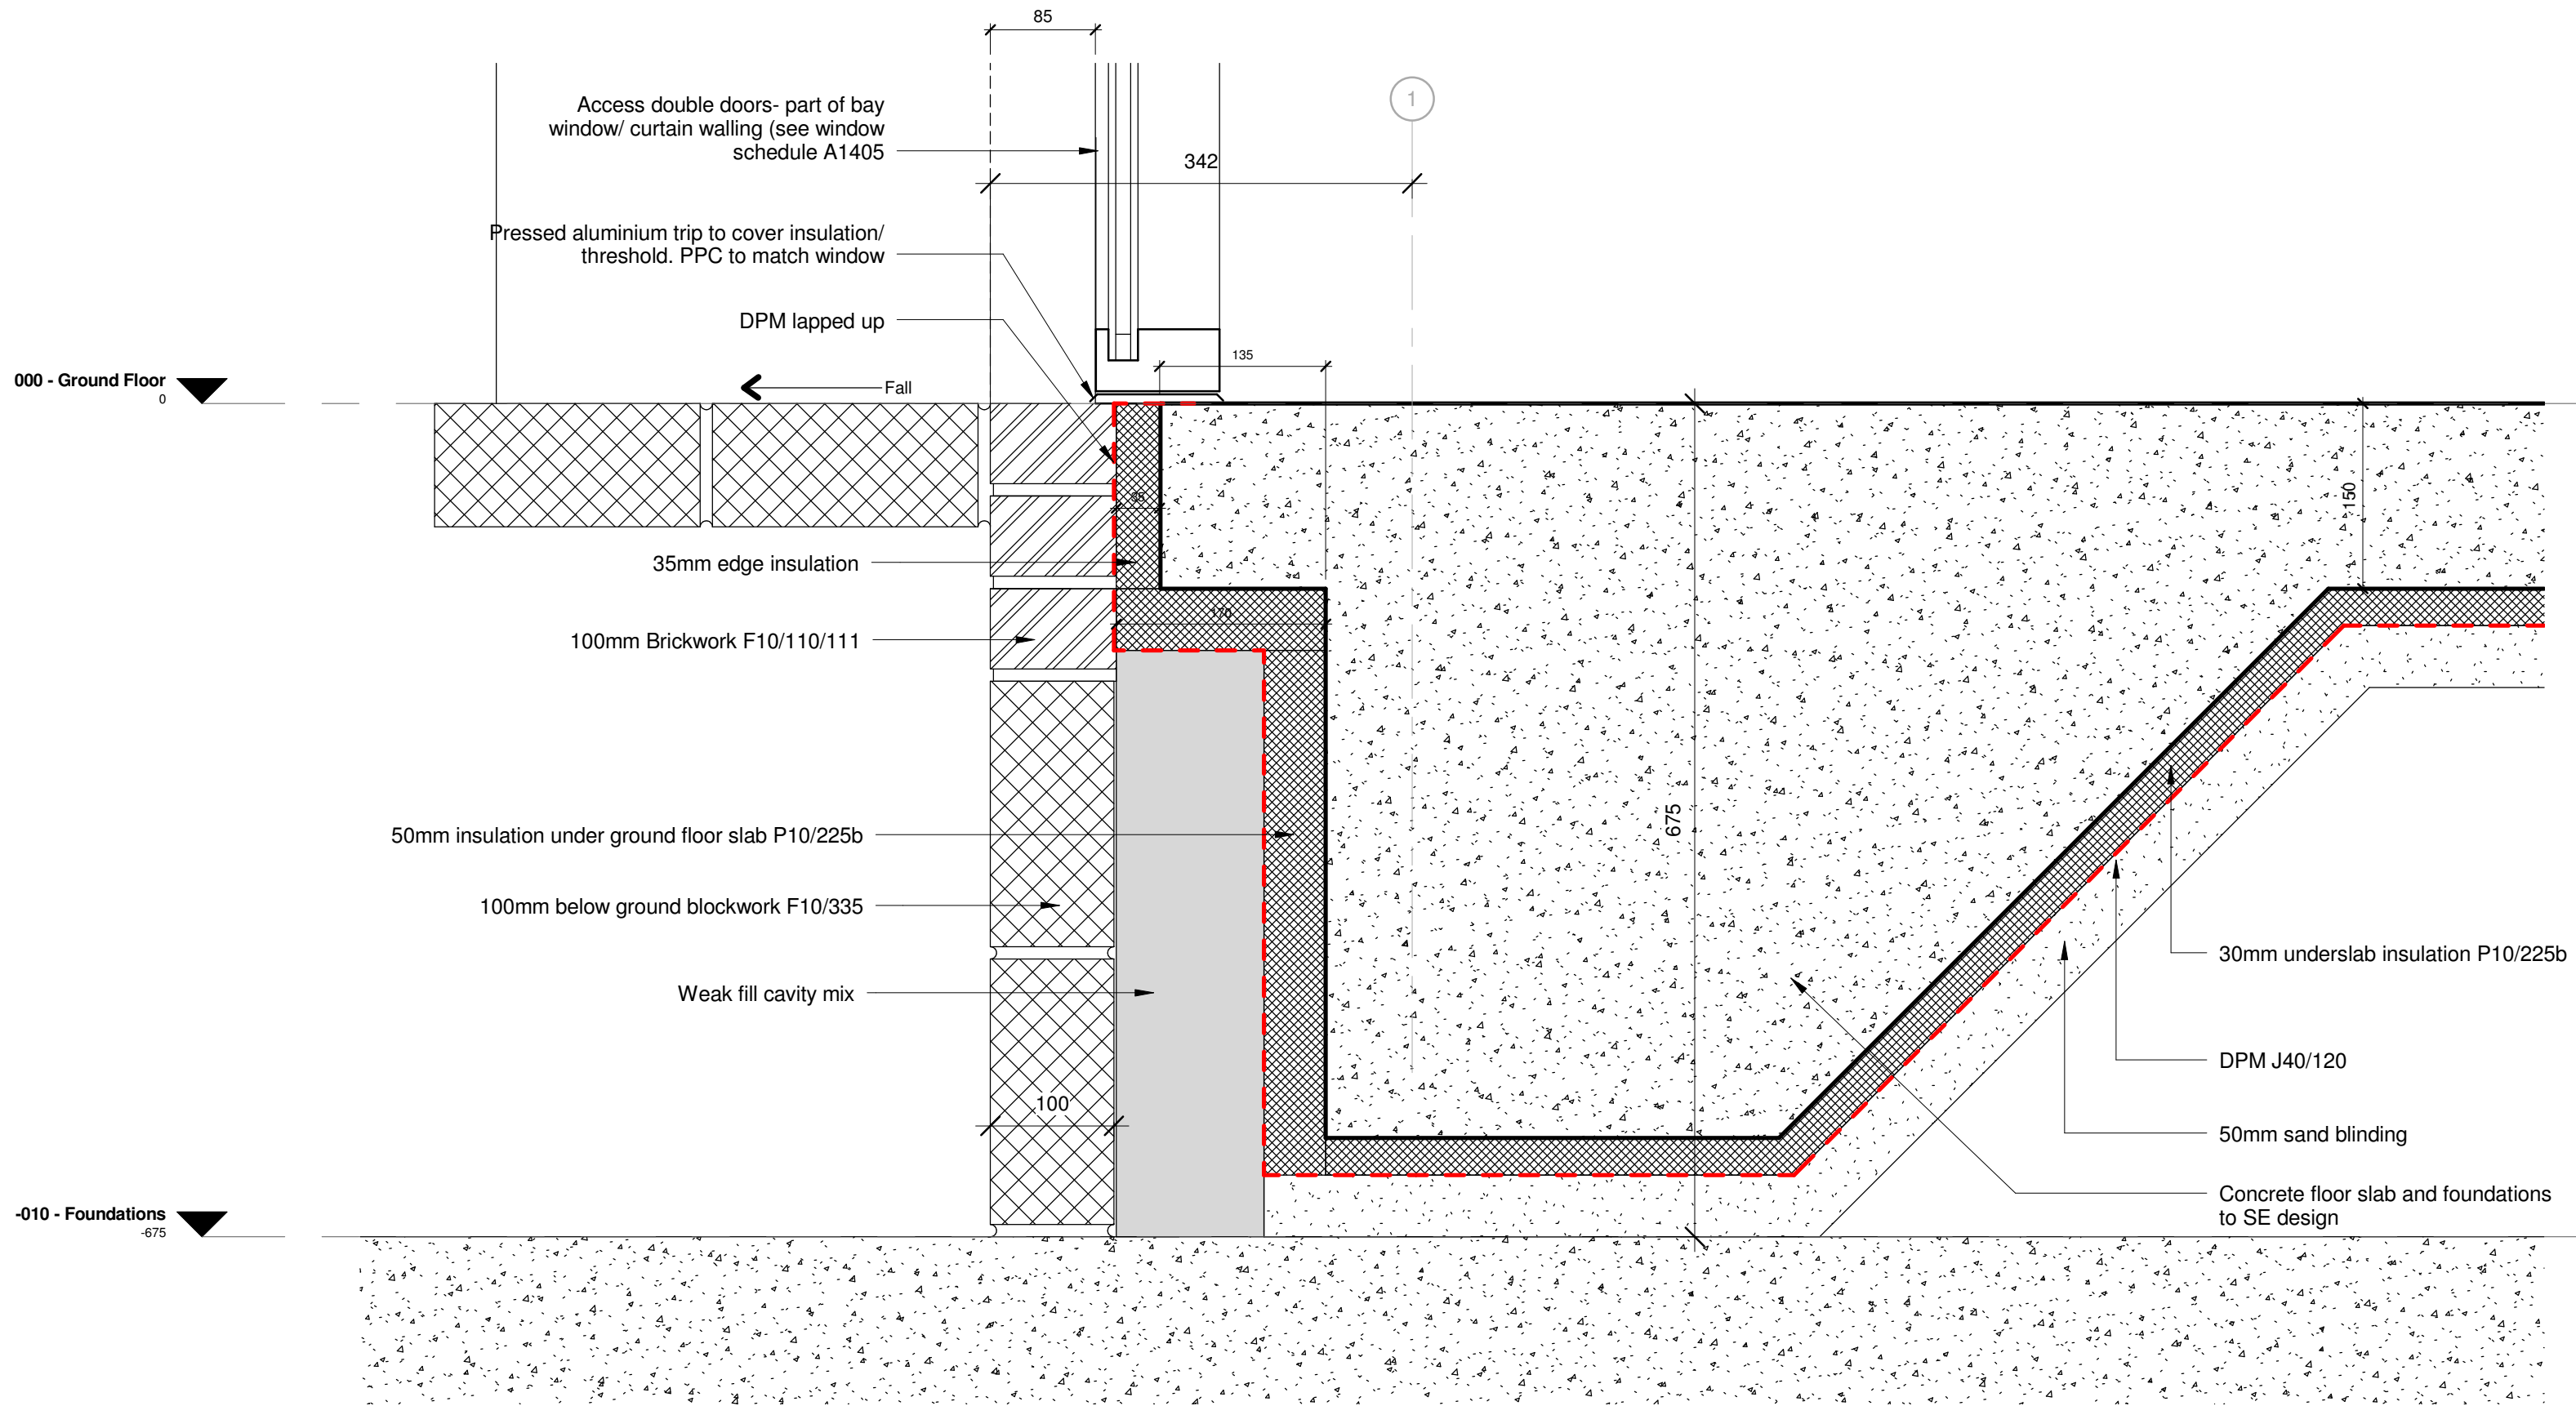 85
Access double doors- part of bay
window/ curtain walling (see window
schedule A1405
1
342
Pressed aluminium trip to cover insulation/
threshold. PPC to match window
DPM lapped up
135
000 - Ground Floor
0
Fall
35
150
35mm edge insulation
170
100mm Brickwork F10/110/111
675
50mm insulation under ground floor slab P10/225b
100mm below ground blockwork F10/335
30mm underslab insulation P10/225b
Weak fill cavity mix
DPM J40/120
100
50mm sand blinding
Concrete floor slab and foundations
to SE design
-010 - Foundations
-675